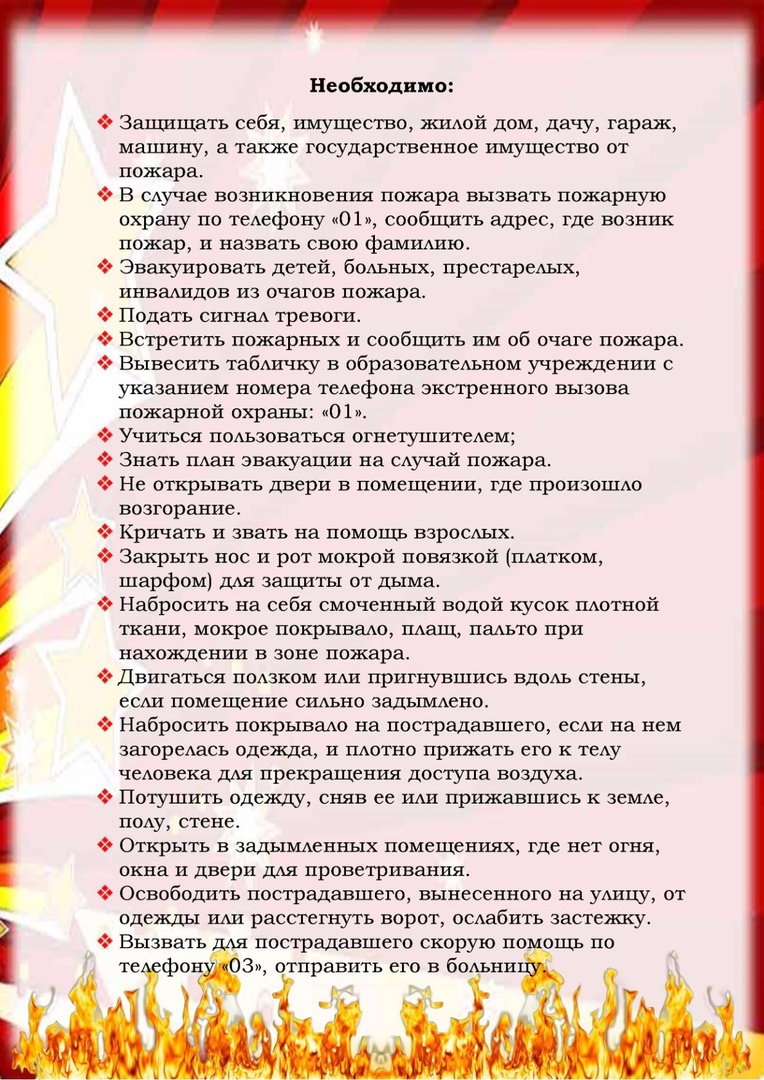 Необходимо:
❖ Защищать себя, имущество, жилой дом, дачу, гараж,
машину, а также государственное имущество от
пожара.
❖ В случае возникновения пожара вызвать пожарную
охрану по телефону «01», сообщить адрес, где возник
пожар, и назвать свою фамилию.
❖ Эвакуировать детей, больных, престарелых,
инвалидов из очагов пожара.
❖ Подать сигнал тревоги.
❖ Встретить пожарных и сообщить им об очаге пожара.
❖ Вывесить табличку в образовательном учреждении с
указанием номера телефона экстренного вызова
пожарной охраны: «01».
❖ Учиться пользоваться огнетушителем;
❖ Знать план эвакуации на случай пожара.
❖ Не открывать двери в помещении, где произошло
возгорание.
❖ Кричать и звать на помощь взрослых.
❖ Закрыть нос и рот мокрой повязкой (платком,
шарфом) для защиты от дыма.
❖ Набросить на себя смоченный водой кусок плотной
ткани, мокрое покрывало, плащ, пальто при
нахождении в зоне пожара.
❖ Двигаться ползком или пригнувшись вдоль стены,
если помещение сильно задымлено.
❖ Набросить покрывало на пострадавшего, если на нем
загорелась одежда, и плотно прижать его к телу
человека для прекращения доступа воздуха.
❖ Потушить одежду, сняв ее или прижавшись к земле,
полу, стене.
❖ Открыть в задымленных помещениях, где нет огня,
окна и двери для проветривания.
❖ Освободить пострадавшего, вынесенного на улицу, от
одежды или расстегнуть ворот, ослабить застежку.
❖ Вызвать для пострадавшего скорую помощь по
телефону «03», отправить его в больницу.